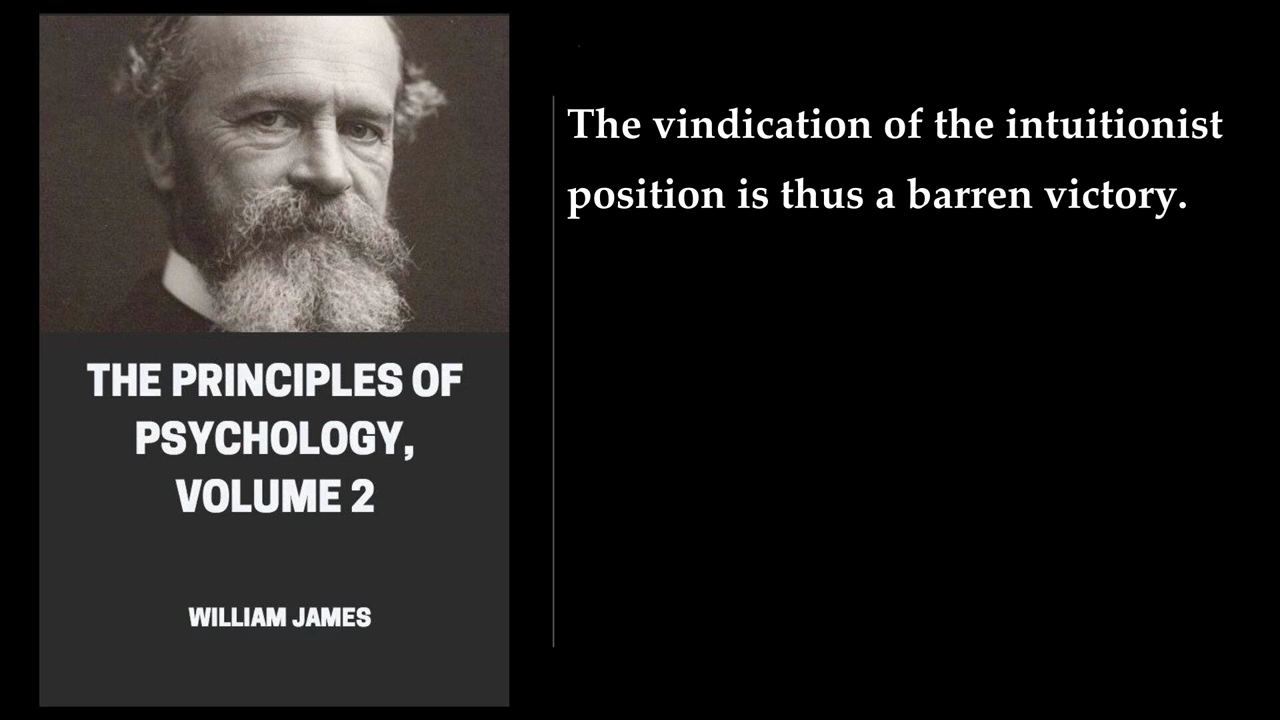 The vindication of the intuitionist
position is thus a barren victory.
THE PRINCIPLES OF
PSYCHOLOGY,
VOLUME 2
WILLIAM JAMES